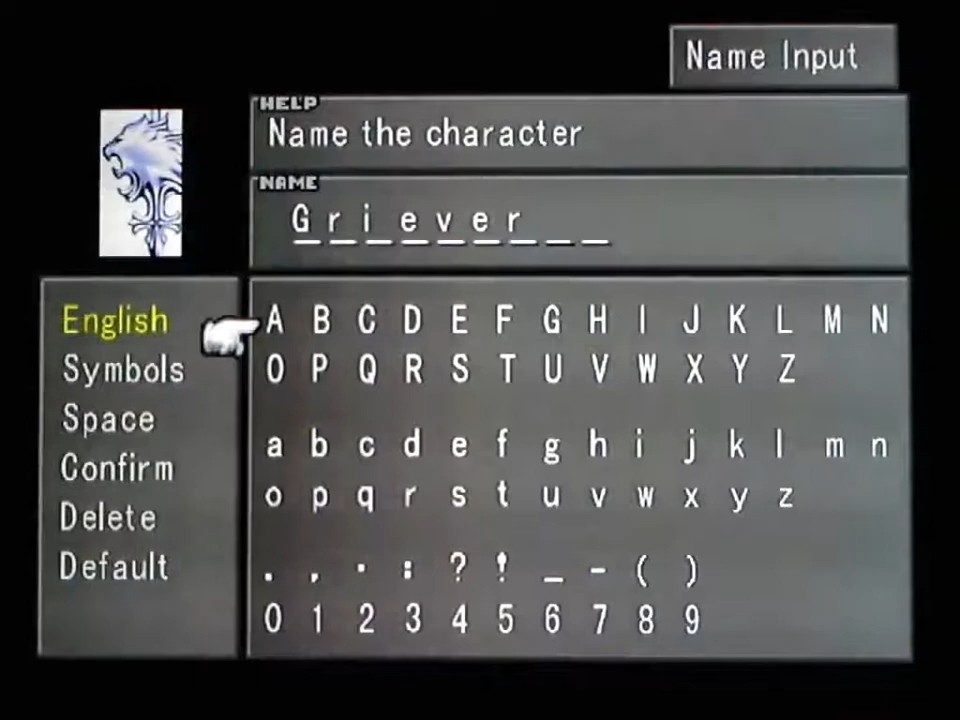 Name Input
HELP
Name the character
NAME
Griever
English
Symbols
Space
Confirm
Delete
Default
A B C D E F G H I J K L M N
O P Q R S T U V W X Y Z
a b c d e f g h i j k l m n
o p q r s t u v w x y z
. , · : ? ! _ - ( )
0 1 2 3 4 5 6 7 8 9